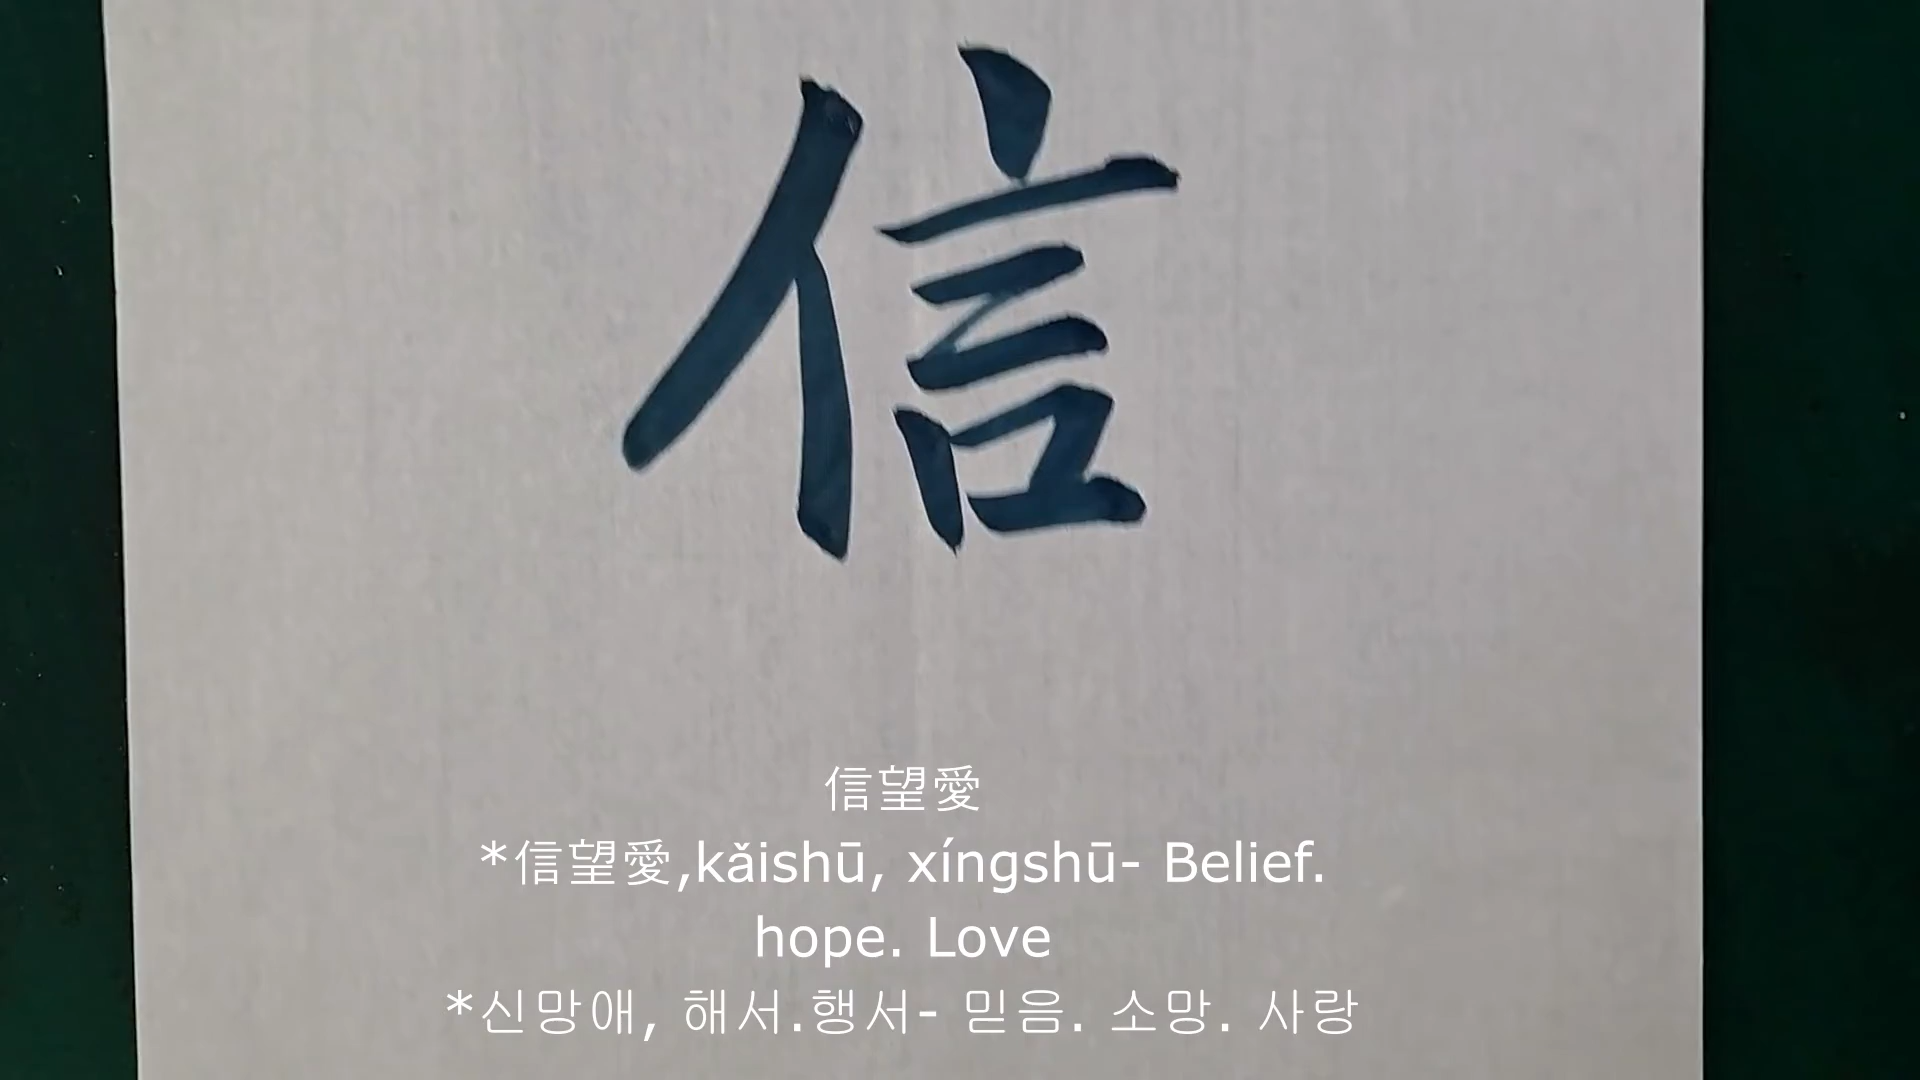 信
信望愛
*信望愛,kǎishū, xíngshū- Belief.
hope. Love
*신망애, 해서.행서- 믿음. 소망. 사랑